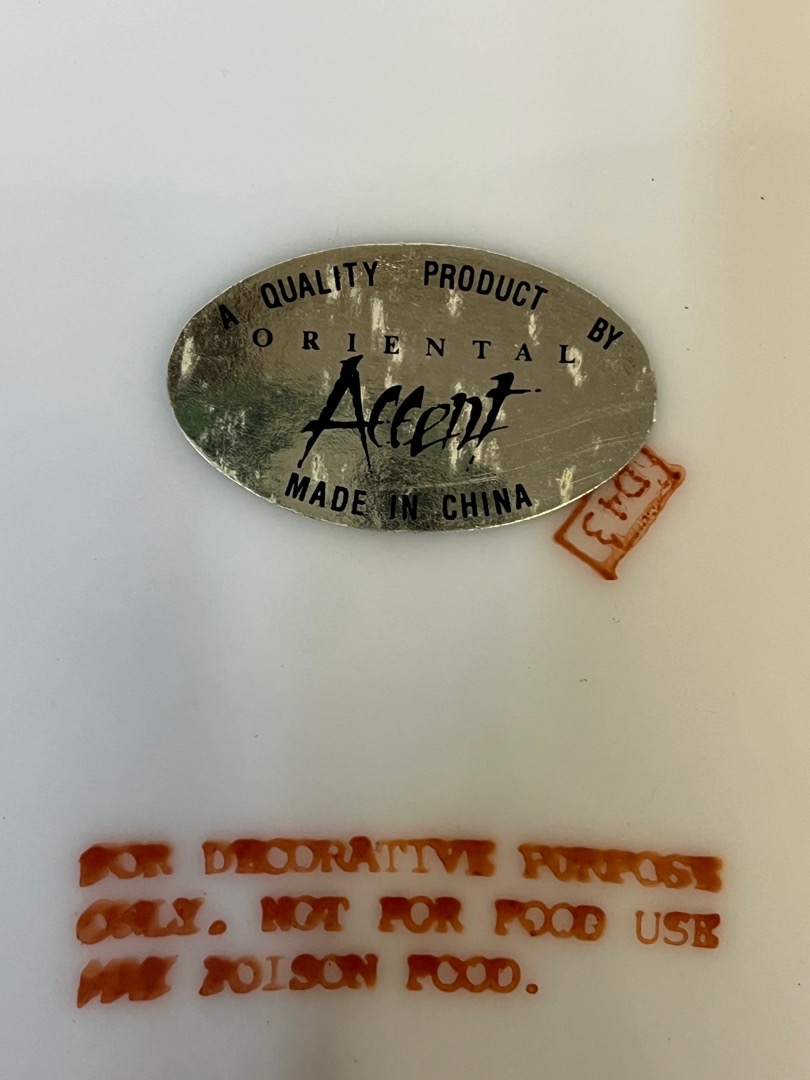 A QUALITY PRODUCT BY
ORIENTAL
Accent
MADE IN CHINA
D43
FOR DECORATIVE PURPOSE
ONLY. NOT FOR FOOD USE
MAY POISON FOOD.